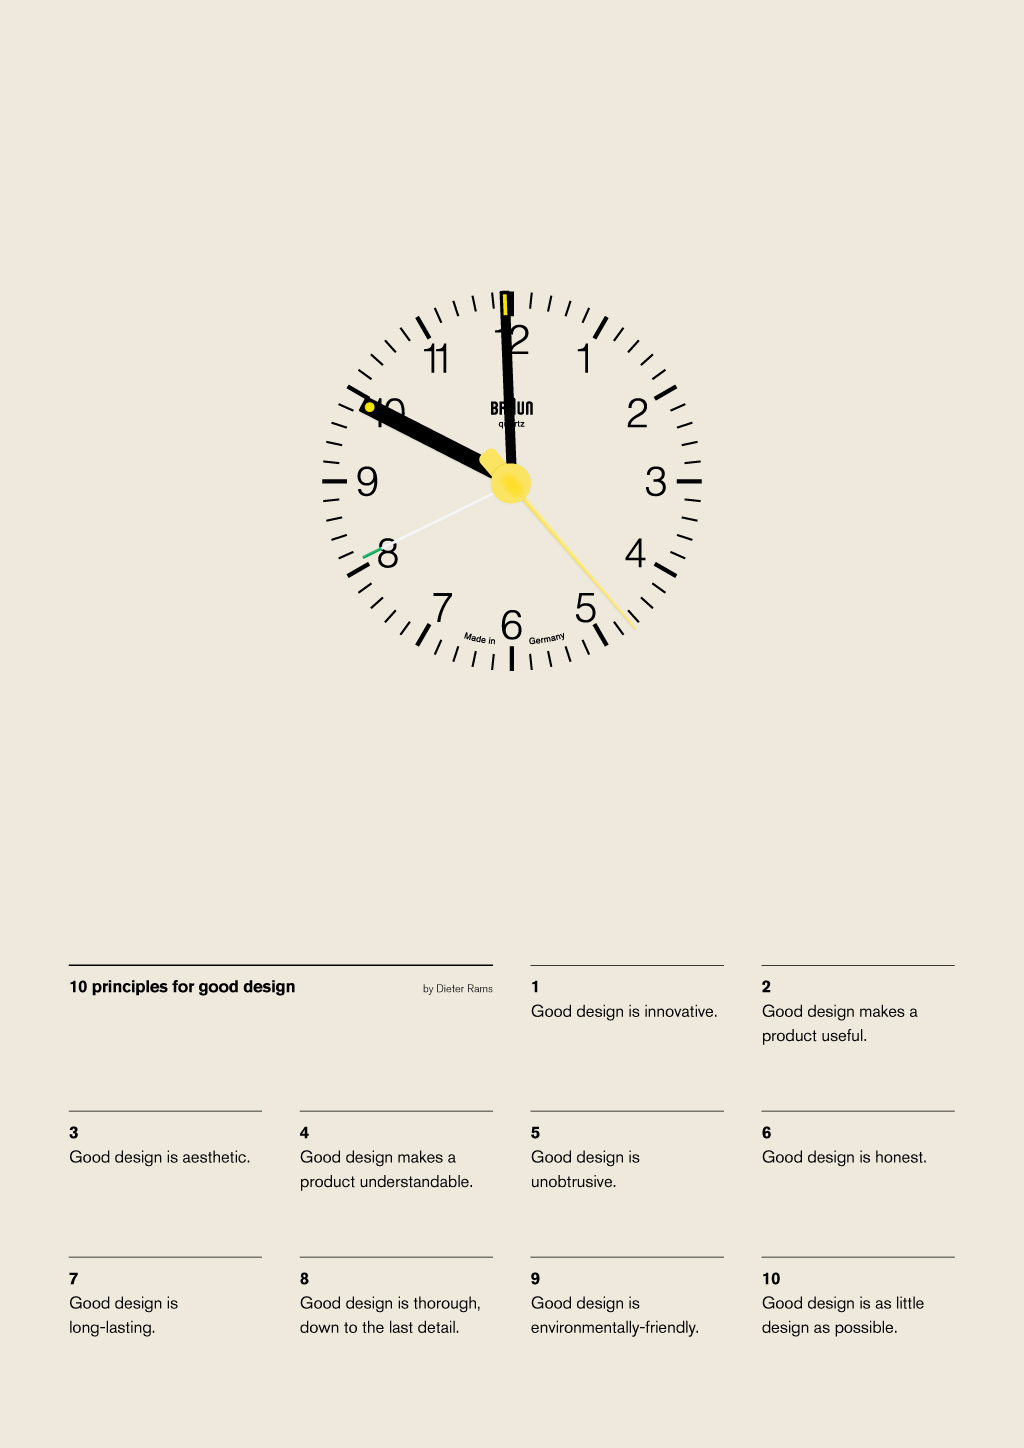 12
11
1
10
2
BRAUN
quartz
9
3
8
4
7
5
6
Made in
Germany
10 principles for good design
by Dieter Rams
1
Good design is innovative.
2
Good design makes a
product useful.
3
Good design is aesthetic.
4
Good design makes a
product understandable.
5
Good design is
unobtrusive.
6
Good design is honest.
7
Good design is
long-lasting.
8
Good design is thorough,
down to the last detail.
9
Good design is
environmentally-friendly.
10
Good design is as little
design as possible.